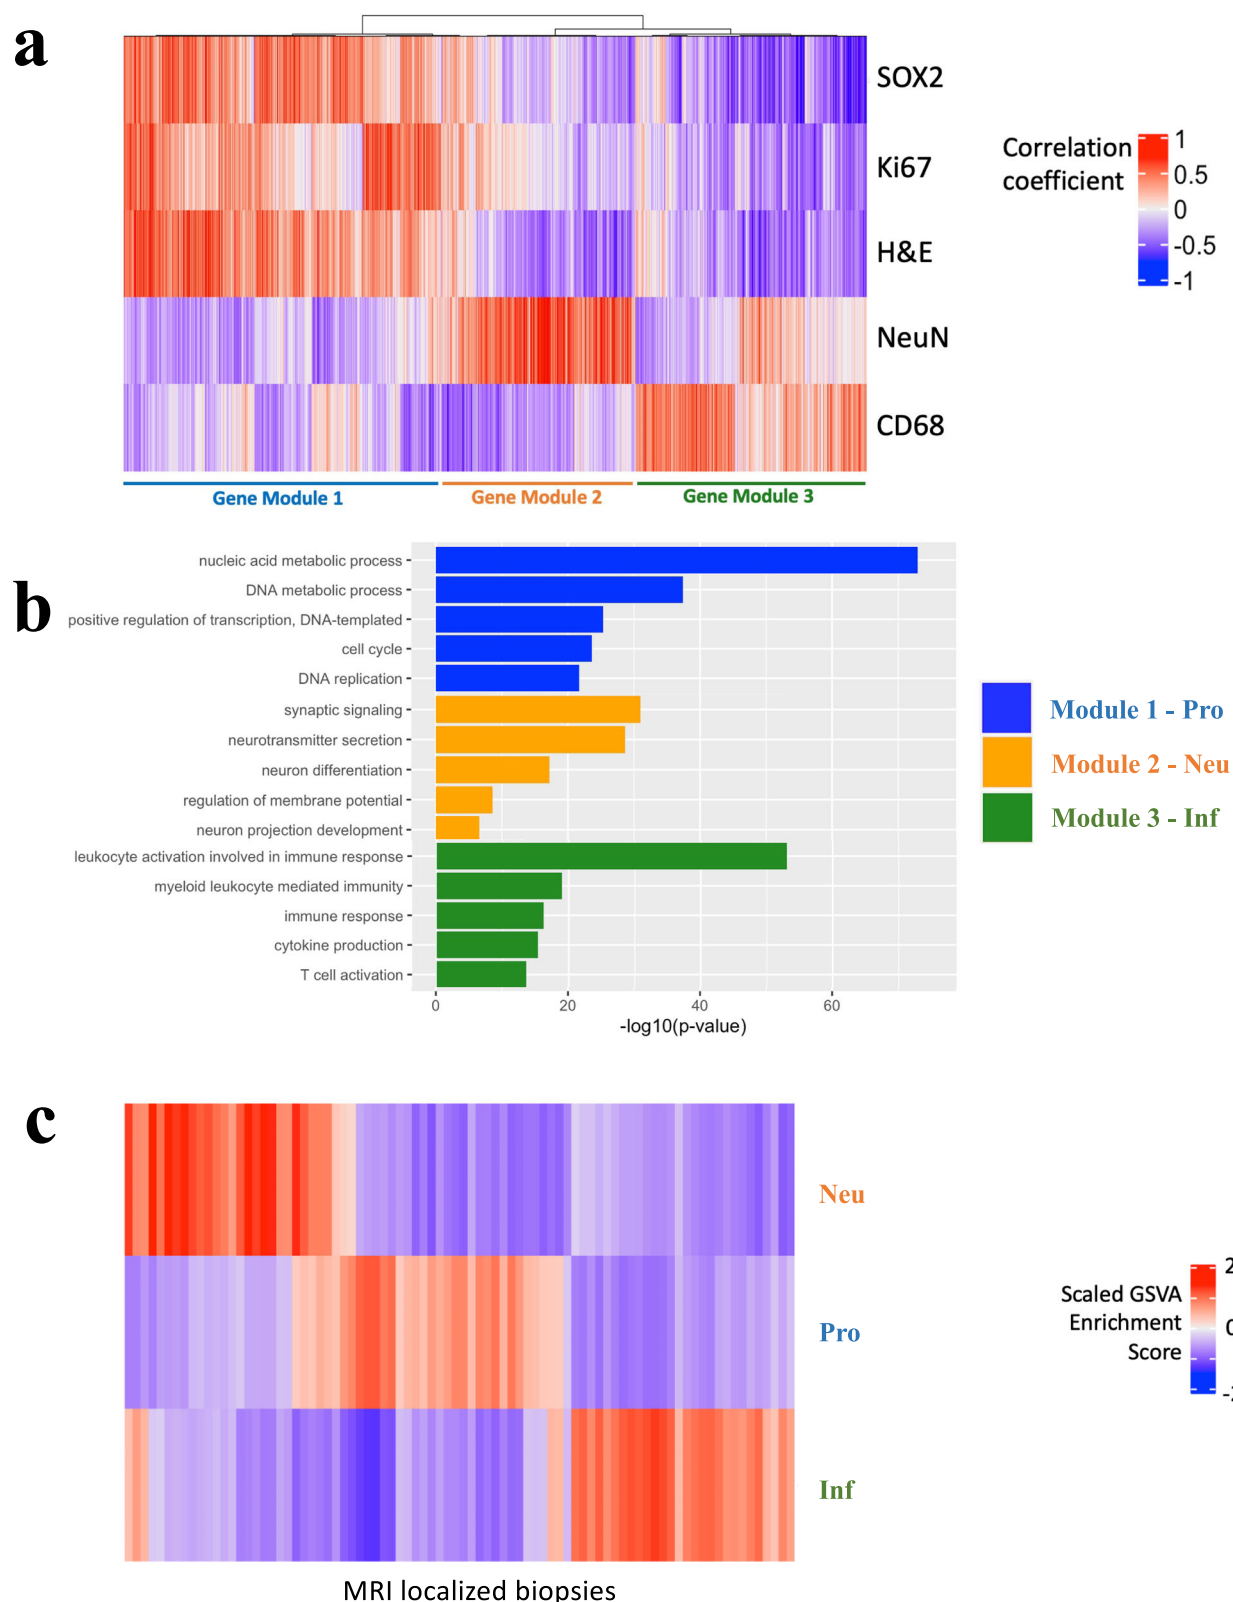 a
SOX2
Ki67
H&E
NeuN
CD68
Correlation
coefficient
1
0.5
0
-0.5
-1
Gene Module 1
Gene Module 2
Gene Module 3
b
nucleic acid metabolic process
DNA metabolic process
positive regulation of transcription, DNA-templated
cell cycle
DNA replication
synaptic signaling
neurotransmitter secretion
neuron differentiation
regulation of membrane potential
neuron projection development
leukocyte activation involved in immune response
myeloid leukocyte mediated immunity
immune response
cytokine production
T cell activation
0 20 40 60
-log10(p-value)
Module 1 - Pro
Module 2 - Neu
Module 3 - Inf
c
Neu
Pro
Inf
Scaled GSVA
Enrichment
Score
2
0
-2
MRI localized biopsies